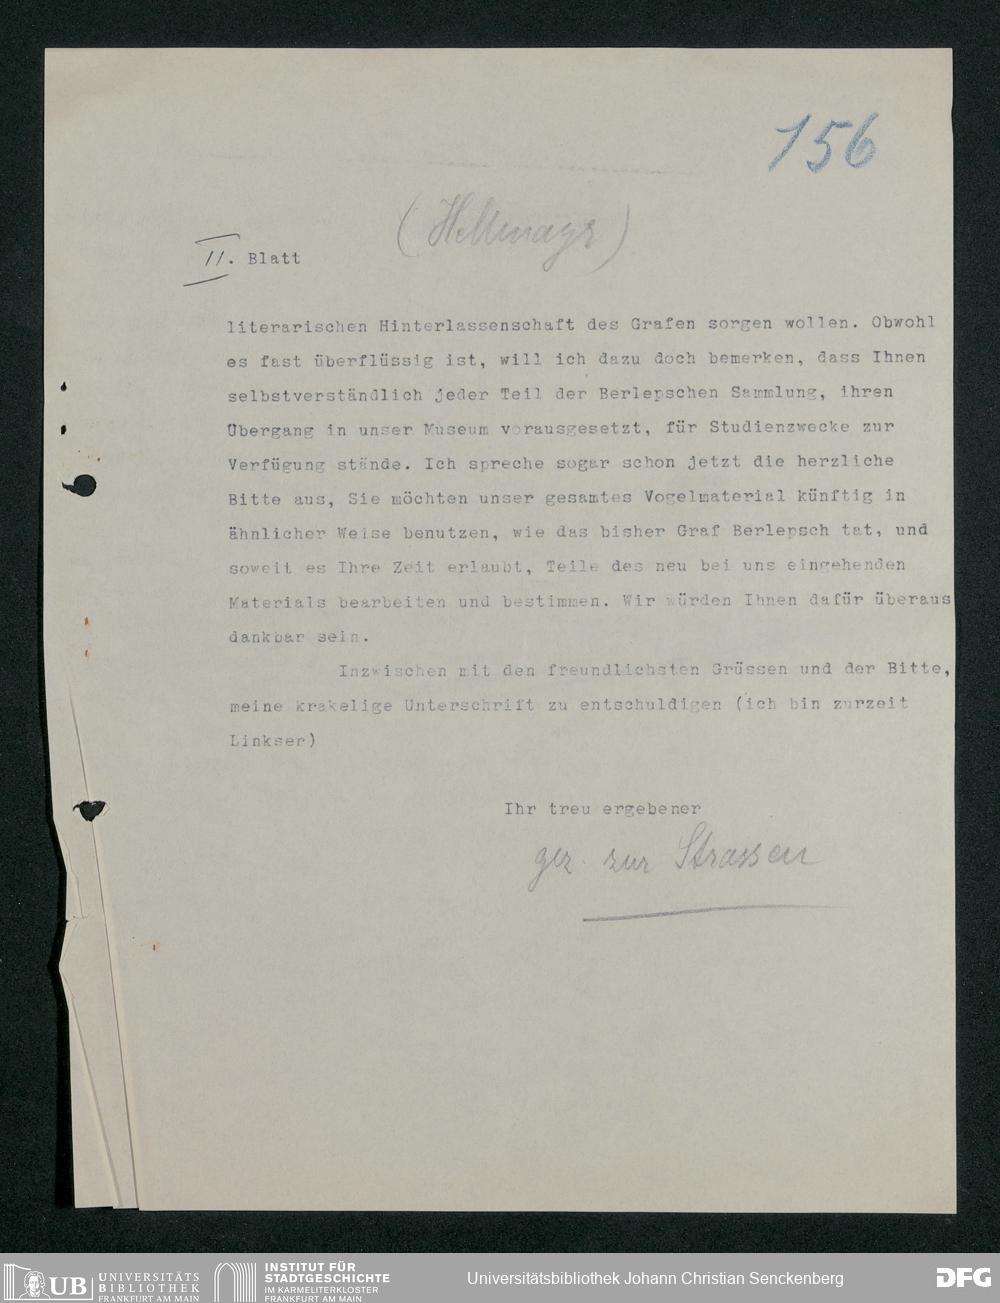 156
(Hellmayr)
II. Blatt
literarischen Hinterlassenschaft des Grafen sorgen wollen. Obwohl
es fast überflüssig ist, will ich dazu doch bemerken, dass Ihnen
selbstverständlich jeder Teil der Berlepschen Sammlung, ihren
Übergang in unser Museum vorausgesetzt, für Studienzwecke zur
Verfügung stände. Ich spreche sogar schon jetzt die herzliche
Bitte aus, Sie möchten unser gesamtes Vogelmaterial künftig in
ähnlicher Weise benutzen, wie das bisher Graf Berlepsch tat, und
soweit es Ihre Zeit erlaubt, Teile des neu bei uns eingehenden
Materials bearbeiten und bestimmen. Wir würden Ihnen dafür überaus
dankbar sein.
Inzwischen mit den freundlichsten Grüssen und der Bitte,
meine krakelige Unterschrift zu entschuldigen (ich bin zurzeit
Linkser)
Ihr treu ergebener
gez. zur Strassen
UB UNIVERSITÄTS
BIBLIOTHEK
FRANKFURT AM MAIN
INSTITUT FÜR
STADTGESCHICHTE
IM KARMELITERKLOSTER
FRANKFURT AM MAIN
Universitätsbibliothek Johann Christian Senckenberg
DFG